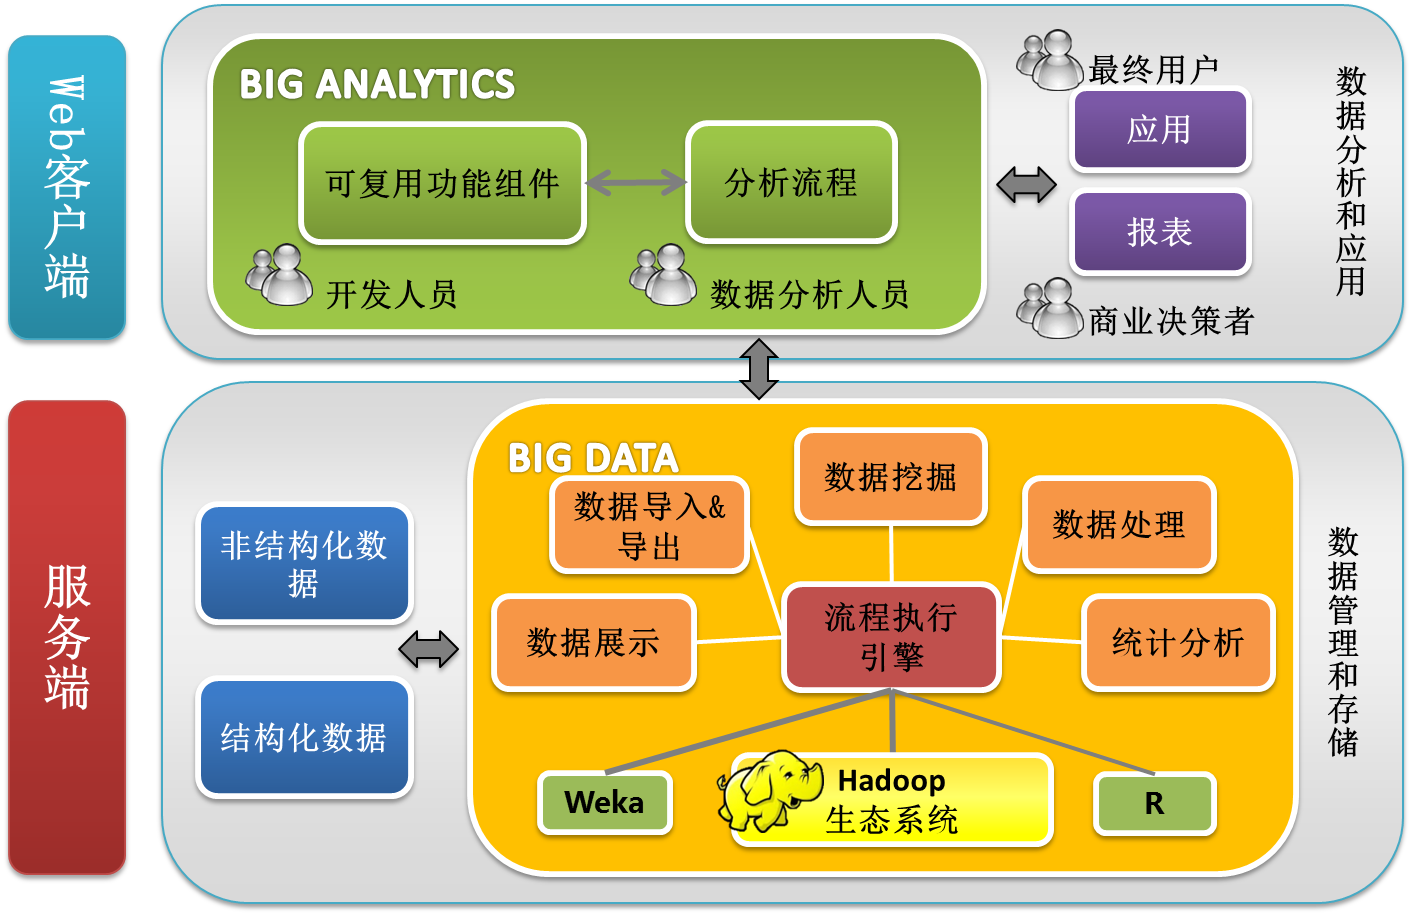 Web客户端
BIG ANALYTICS
可复用功能组件
分析流程
开发人员
数据分析人员
最终用户
应用
报表
商业决策者
数据分析和应用
服务端
非结构化数
据
结构化数据
BIG DATA
数据导入&
导出
数据挖掘
数据处理
数据展示
流程执行
引擎
统计分析
Weka
Hadoop
生态系统
R
数据管理和存储